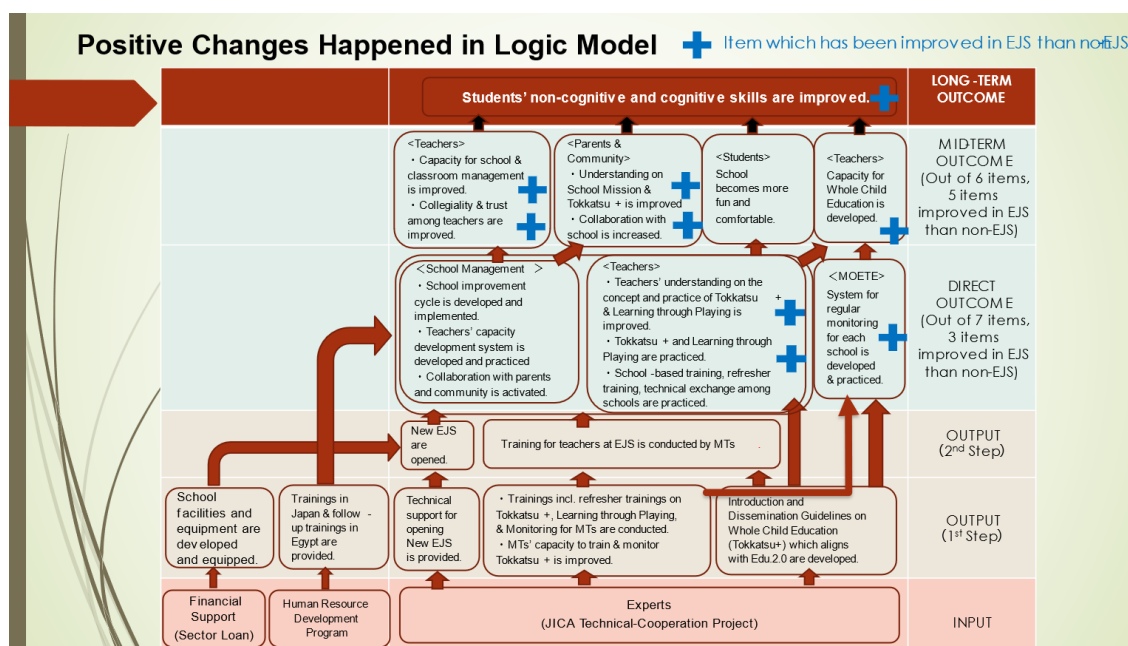 Positive Changes Happened in Logic Model
Item which has been improved in EJS than non-EJS
Students’ non-cognitive and cognitive skills are improved.
LONG -TERM
OUTCOME
<Teachers>
・ Capacity for school &
classroom management
is improved.
・ Collegiality & trust
among teachers are
improved.
<Parents &
Community>
・ Understanding on
School Mission &
Tokkatsu + is improved
・ Collaboration with
school is increased.
<Students>
School
becomes more
fun and
comfortable.
<Teachers>
Capacity for
Whole Child
Education is
developed.
MIDTERM
OUTCOME
(Out of 6 items,
5 items
improved in EJS
than non-EJS)
<School Management >
・ School improvement
cycle is developed and
implemented.
・ Teachers’ capacity
development system is
developed and practiced
・ Collaboration with parents
and community is activated.
<Teachers>
・ Teachers’ understanding on the
concept and practice of Tokkatsu +
& Learning through Playing is
improved.
・ Tokkatsu + and Learning through
Playing are practiced.
・ School -based training, refresher
training, technical exchange among
schools are practiced.
<MOETE>
System for
regular
monitoring
for each
school is
developed
& practiced.
DIRECT
OUTCOME
(Out of 7 items,
3 items
improved in EJS
than non-EJS)
New EJS
are
opened.
Training for teachers at EJS is conducted by MTs .
OUTPUT
(2nd Step)
School
facilities and
equipment are
developed
and equipped.
Trainings in
Japan & follow -
up trainings in
Egypt are
provided.
Technical
support for
opening
New EJS
is provided.
・ Trainings incl. refresher trainings on
Tokkatsu +, Learning through Playing,
& Monitoring for MTs are conducted.
・ MTs’ capacity to train & monitor
Tokkatsu + is improved.
Introduction and
Dissemination Guidelines on
Whole Child Education
(Tokkatsu+) which aligns
with Edu.2.0 are developed.
OUTPUT
(1st Step)
Financial
Support
(Sector Loan)
Human Resource
Development
Program
Experts
(JICA Technical-Cooperation Project)
INPUT